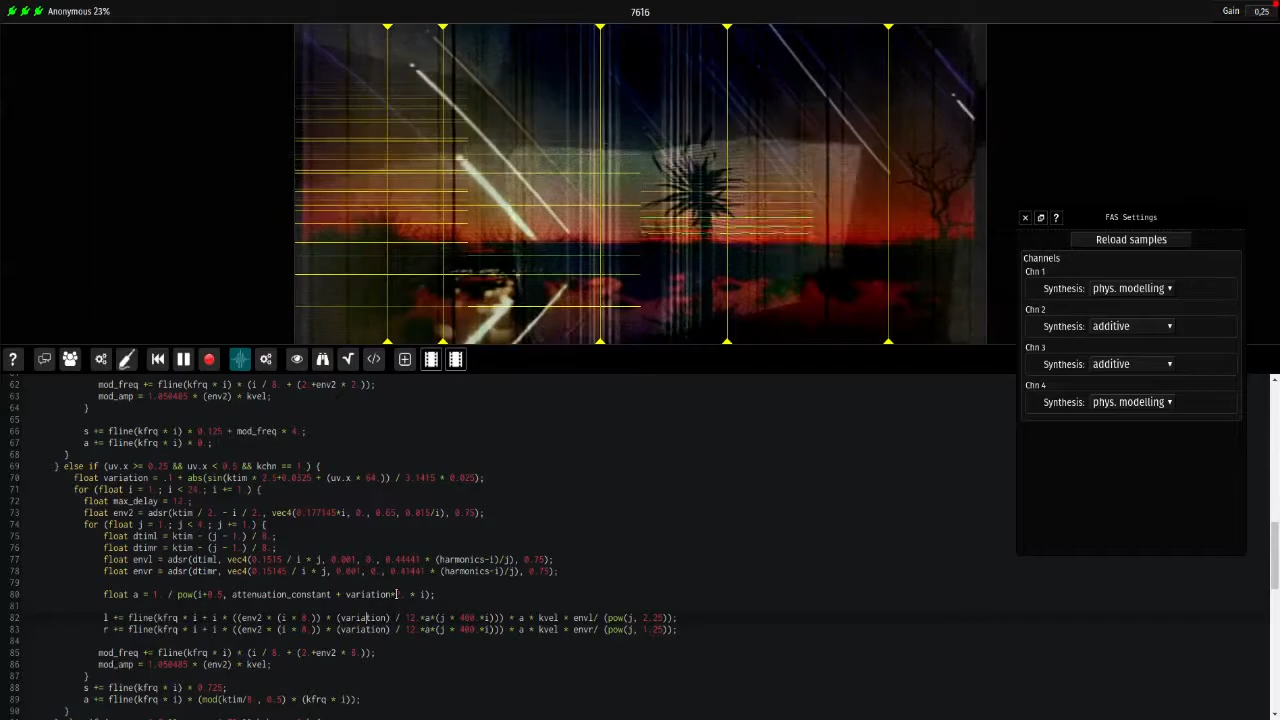 Anonymous 23%
7616
Gain 0,25
FAS Settings
Reload samples
Channels
Chn 1
Synthesis: phys. modelling
Chn 2
Synthesis: additive
Chn 3
Synthesis: additive
Chn 4
Synthesis: phys. modelling
62 mod_freq += fline(kfrq * i) * (i / 8. + (2.+env2 * 2.));
63 mod_amp = 1.050485 * (env2) * kvel;
64 }
65
66 s += fline(kfrq * i) * 0.125 + mod_freq * 4.;
67 a += fline(kfrq * i) * 0.;
68 }
69 } else if (uv.x >= 0.25 && uv.x < 0.5 && kchn == 1.) {
70 float variation = .1 + abs(sin(ktim * 2.5+0.0325 + (uv.x * 64.)) / 3.1415 * 0.025);
71 for (float i = 1.; i < 24.; i += 1.) {
72 float max_delay = 12.;
73 float env2 = adsr(ktim / 2. - i / 2., vec4(0.177145*i, 0., 0.65, 0.015/i), 0.75);
74 for (float j = 1.; j < 4.; j += 1.) {
75 float dtiml = ktim - (j - 1.) / 8.;
76 float dtimr = ktim - (j - 1.) / 8.;
77 float envl = adsr(dtiml, vec4(0.1515 / i * j, 0.001, 0., 0.44441 * (harmonics-i)/j), 0.75);
78 float envr = adsr(dtimr, vec4(0.15145 / i * j, 0.001, 0., 0.41441 * (harmonics-i)/j), 0.75);
79
80 float a = 1. / pow(i+0.5, attenuation_constant + variation*2. * i);
81
82 l += fline(kfrq * i + i * ((env2 * (i * 8.)) * (variation) / 12.*a*(j * 400.*i))) * a * kvel * envl/ (pow(j, 2.25));
83 r += fline(kfrq * i + i * ((env2 * (i * 8.)) * (variation) / 12.*a*(j * 400.*i))) * a * kvel * envr/ (pow(j, 1.25));
84
85 mod_freq += fline(kfrq * i) * (i / 8. + (2.+env2 * 8.));
86 mod_amp = 1.050485 * (env2) * kvel;
87 }
88 s += fline(kfrq * i) * 0.725;
89 a += fline(kfrq * i) * (mod(ktim/8., 0.5) * (kfrq * i));
90 }